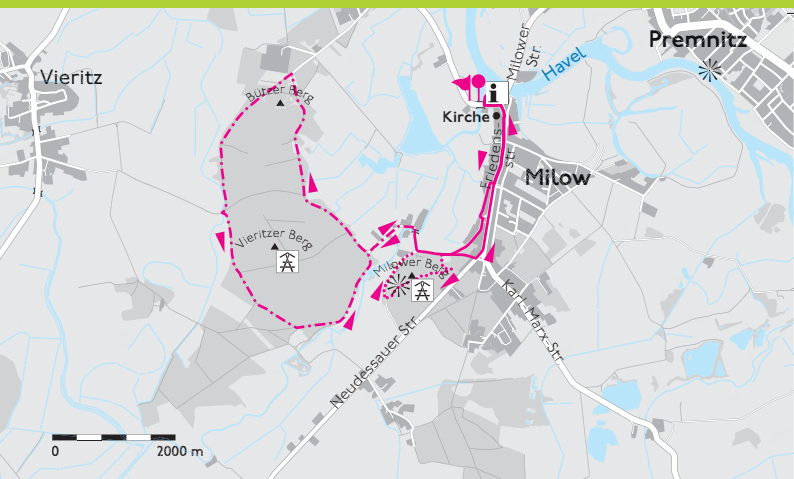 Premnitz
Milower
Str.
Havel
Vieritz
Bützer Berg
i
Kirche
Friedens-
str.
Milow
Vieritzer Berg
Milower Berg
Karl-Marx-Str.
Neudessauer Str.
0
2000 m